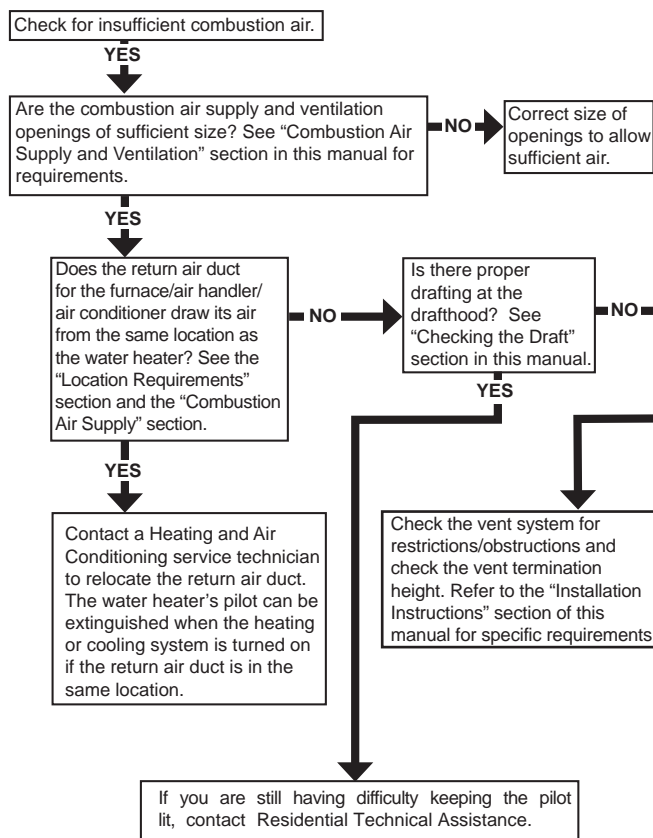 Check for insufficient combustion air.
YES
Are the combustion air supply and ventilation
openings of sufficient size? See “Combustion Air
Supply and Ventilation” section in this manual for
requirements.
NO
Correct size of
openings to allow
sufficient air.
YES
Does the return air duct
for the furnace/air handler/
air conditioner draw its air
from the same location as
the water heater? See the
“Location Requirements”
section and the “Combustion
Air Supply” section.
NO
Is there proper
drafting at the
drafthood? See
“Checking the Draft”
section in this manual.
NO
YES
YES
Contact a Heating and Air
Conditioning service technician
to relocate the return air duct.
The water heater’s pilot can be
extinguished when the heating
or cooling system is turned on
if the return air duct is in the
same location.
Check the vent system for
restrictions/obstructions and
check the vent termination
height. Refer to the “Installation
Instructions” section of this
manual for specific requirements
If you are still having difficulty keeping the pilot
lit, contact Residential Technical Assistance.